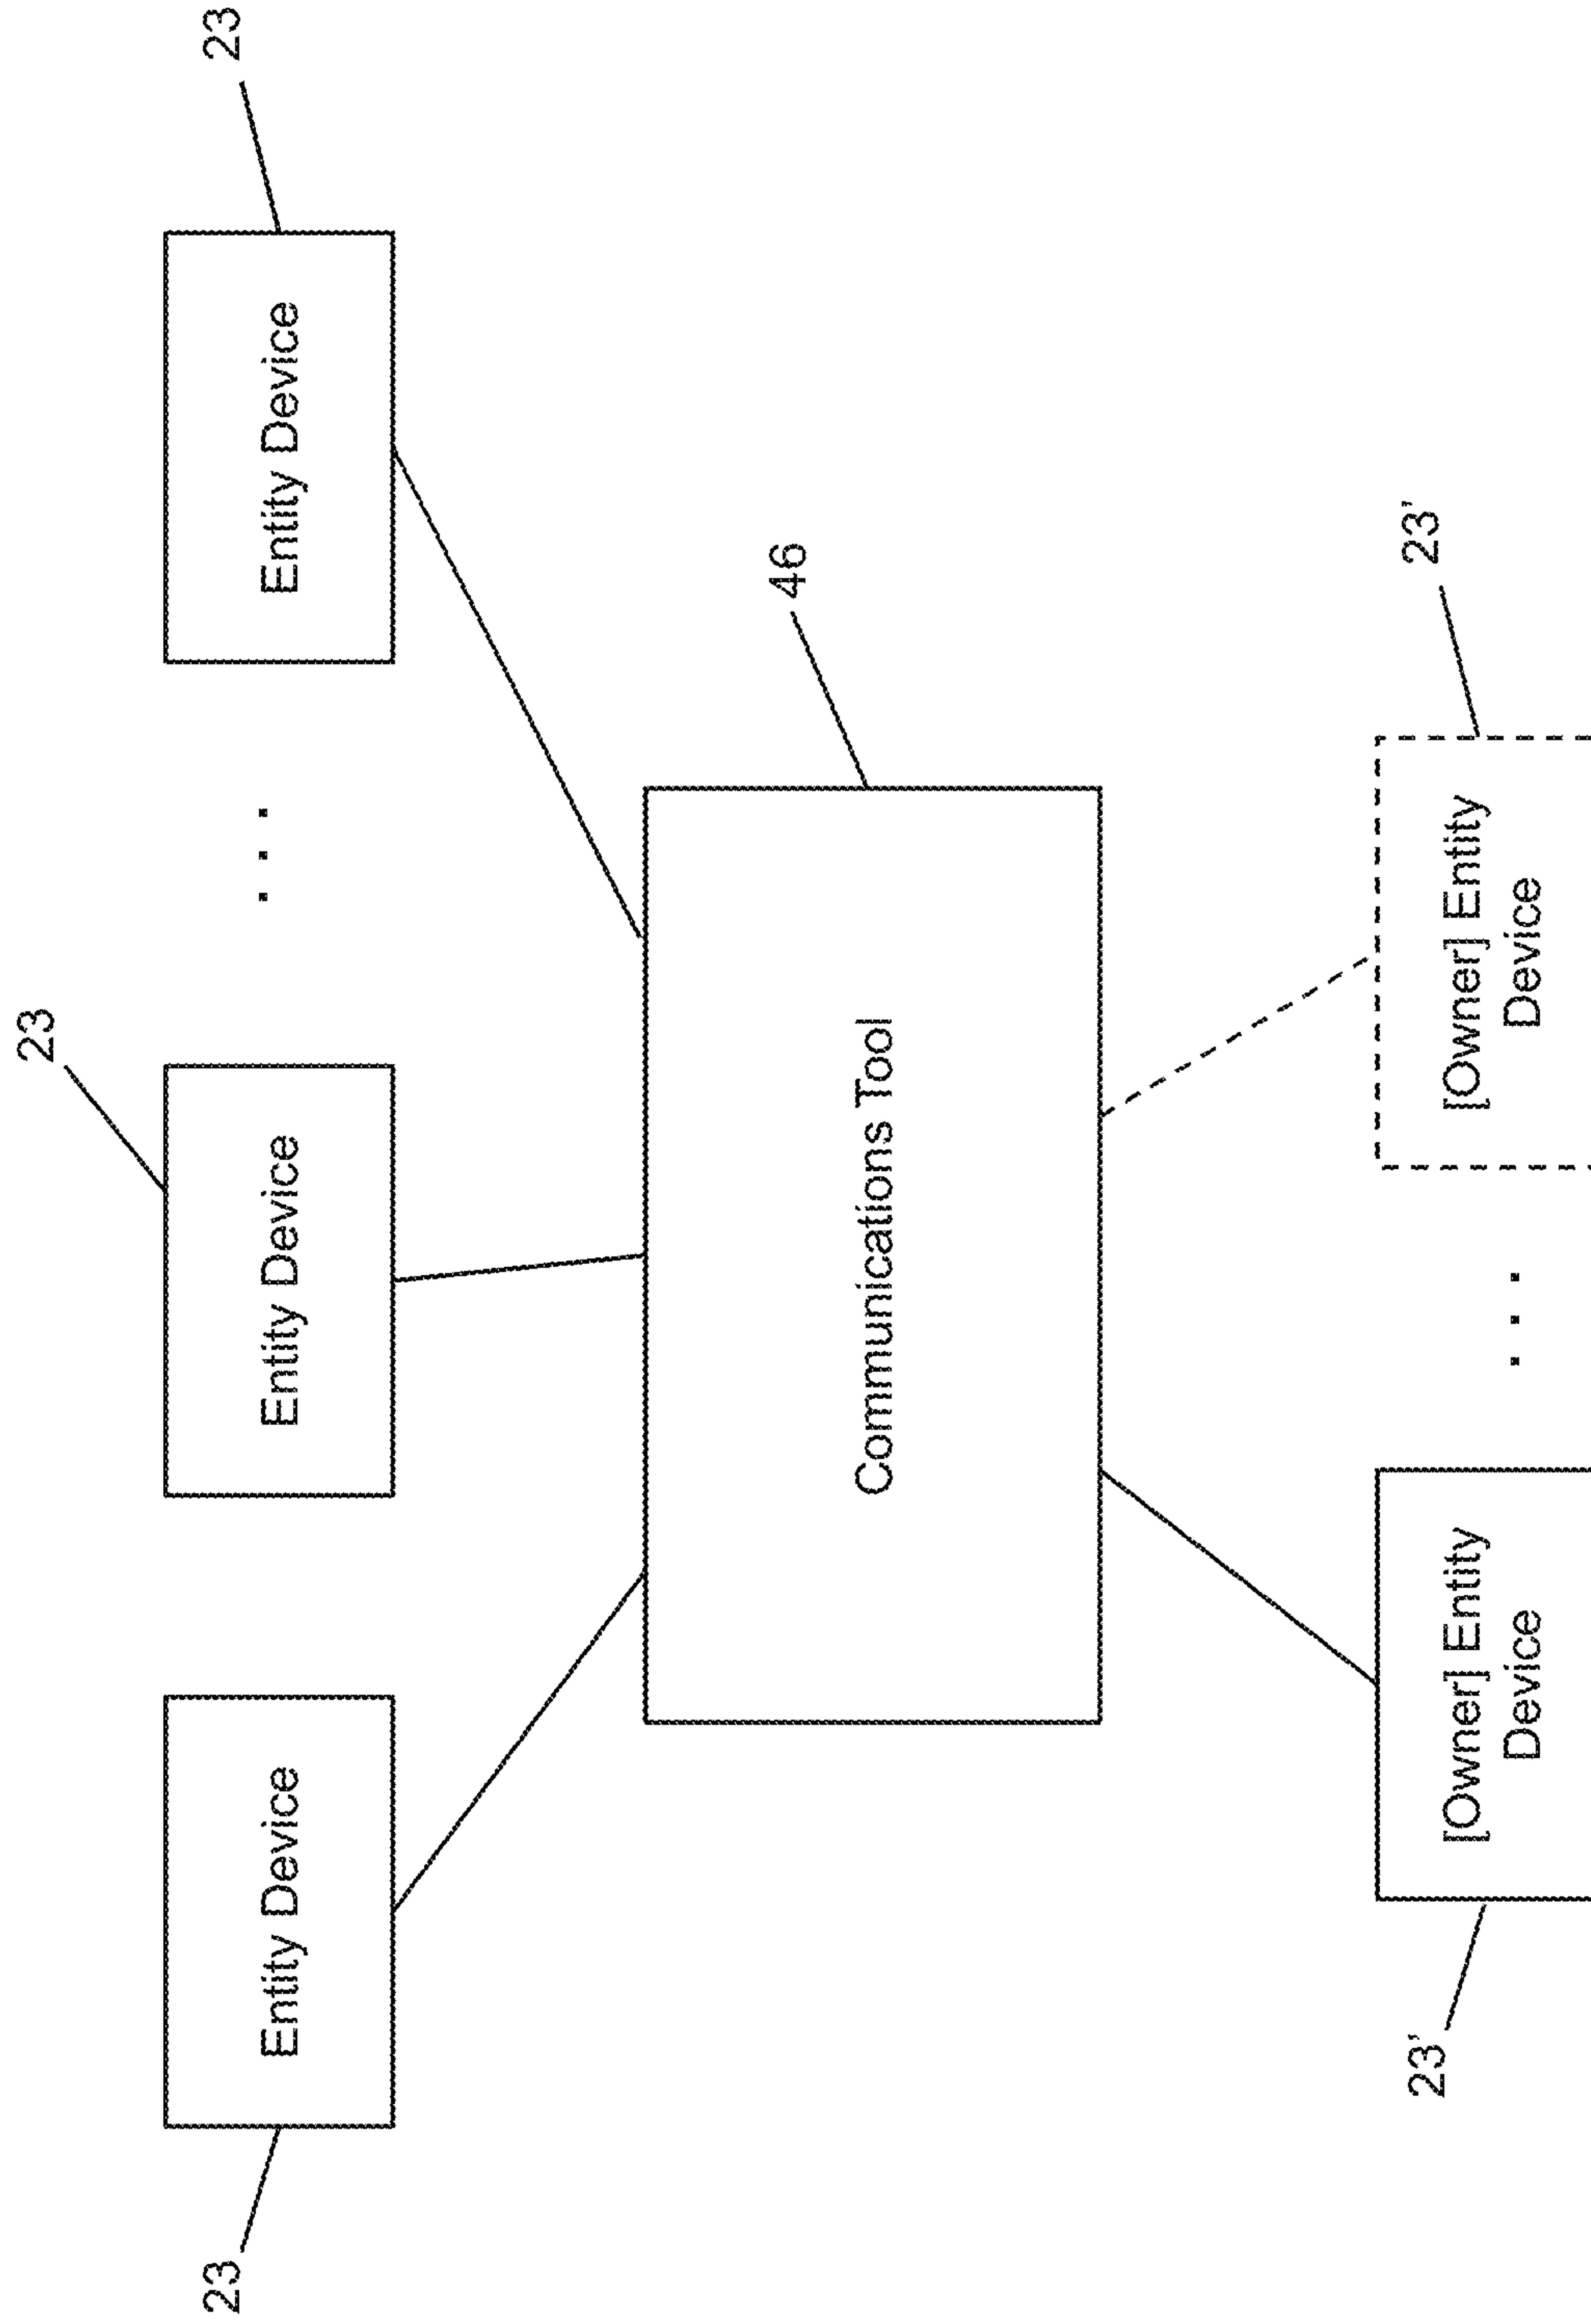 23
23
23
Entity Device
Entity Device
. . .
Entity Device
46
Communications Tool
23'
23'
[Owner] Entity
Device
. . .
[Owner] Entity
Device